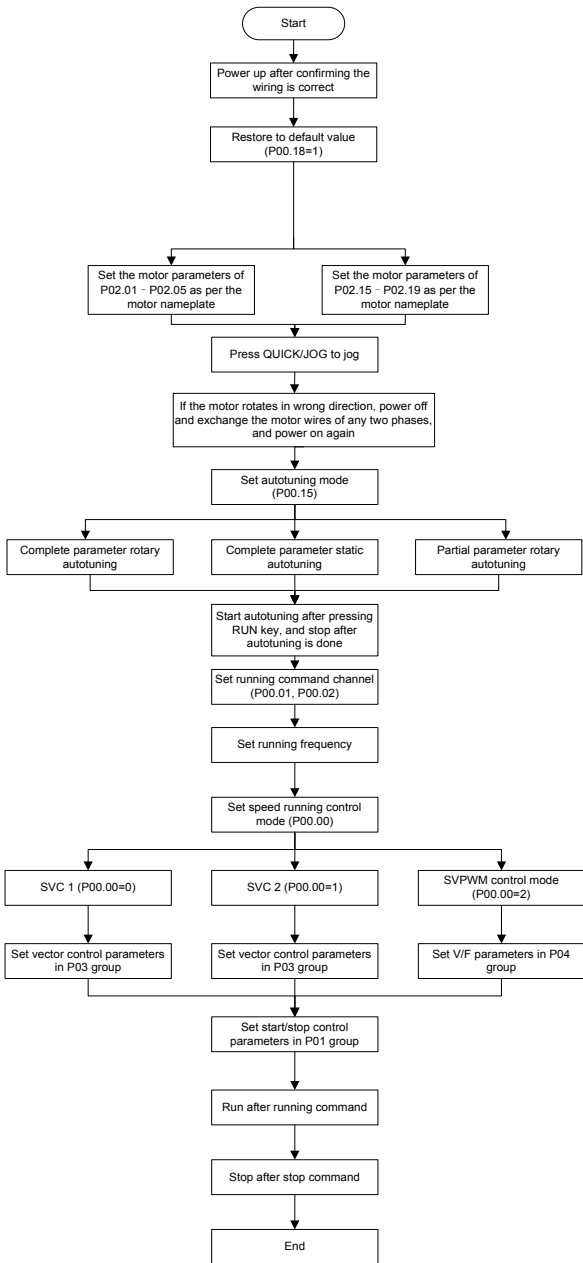 Start
Power up after confirming the
wiring is correct
Restore to default value
(P00.18=1)
Set the motor parameters of
P02.01–P02.05 as per the
motor nameplate
Set the motor parameters of
P02.15–P02.19 as per the
motor nameplate
Press QUICK/JOG to jog
If the motor rotates in wrong direction, power off
and exchange the motor wires of any two phases,
and power on again
Set autotuning mode
(P00.15)
Complete parameter rotary
autotuning
Complete parameter static
autotuning
Partial parameter rotary
autotuning
Start autotuning after pressing
RUN key, and stop after
autotuning is done
Set running command channel
(P00.01, P00.02)
Set running frequency
Set speed running control
mode (P00.00)
SVC 1 (P00.00=0)
SVC 2 (P00.00=1)
SVPWM control mode
(P00.00=2)
Set vector control parameters
in P03 group
Set vector control parameters
in P03 group
Set V/F parameters in P04
group
Set start/stop control
parameters in P01 group
Run after running command
Stop after stop command
End